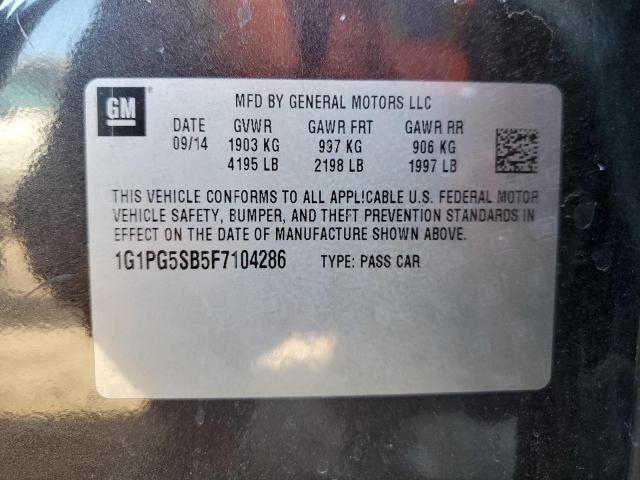 GM
MFD BY GENERAL MOTORS LLC
DATE GVWR GAWR FRT GAWR RR
09/14 1903 KG 997 KG 906 KG
4195 LB 2198 LB 1997 LB
THIS VEHICLE CONFORMS TO ALL APPLICABLE U.S. FEDERAL MOTOR
VEHICLE SAFETY, BUMPER, AND THEFT PREVENTION STANDARDS IN
EFFECT ON THE DATE OF MANUFACTURE SHOWN ABOVE.
1G1PG5SB5F7104286 TYPE: PASS CAR